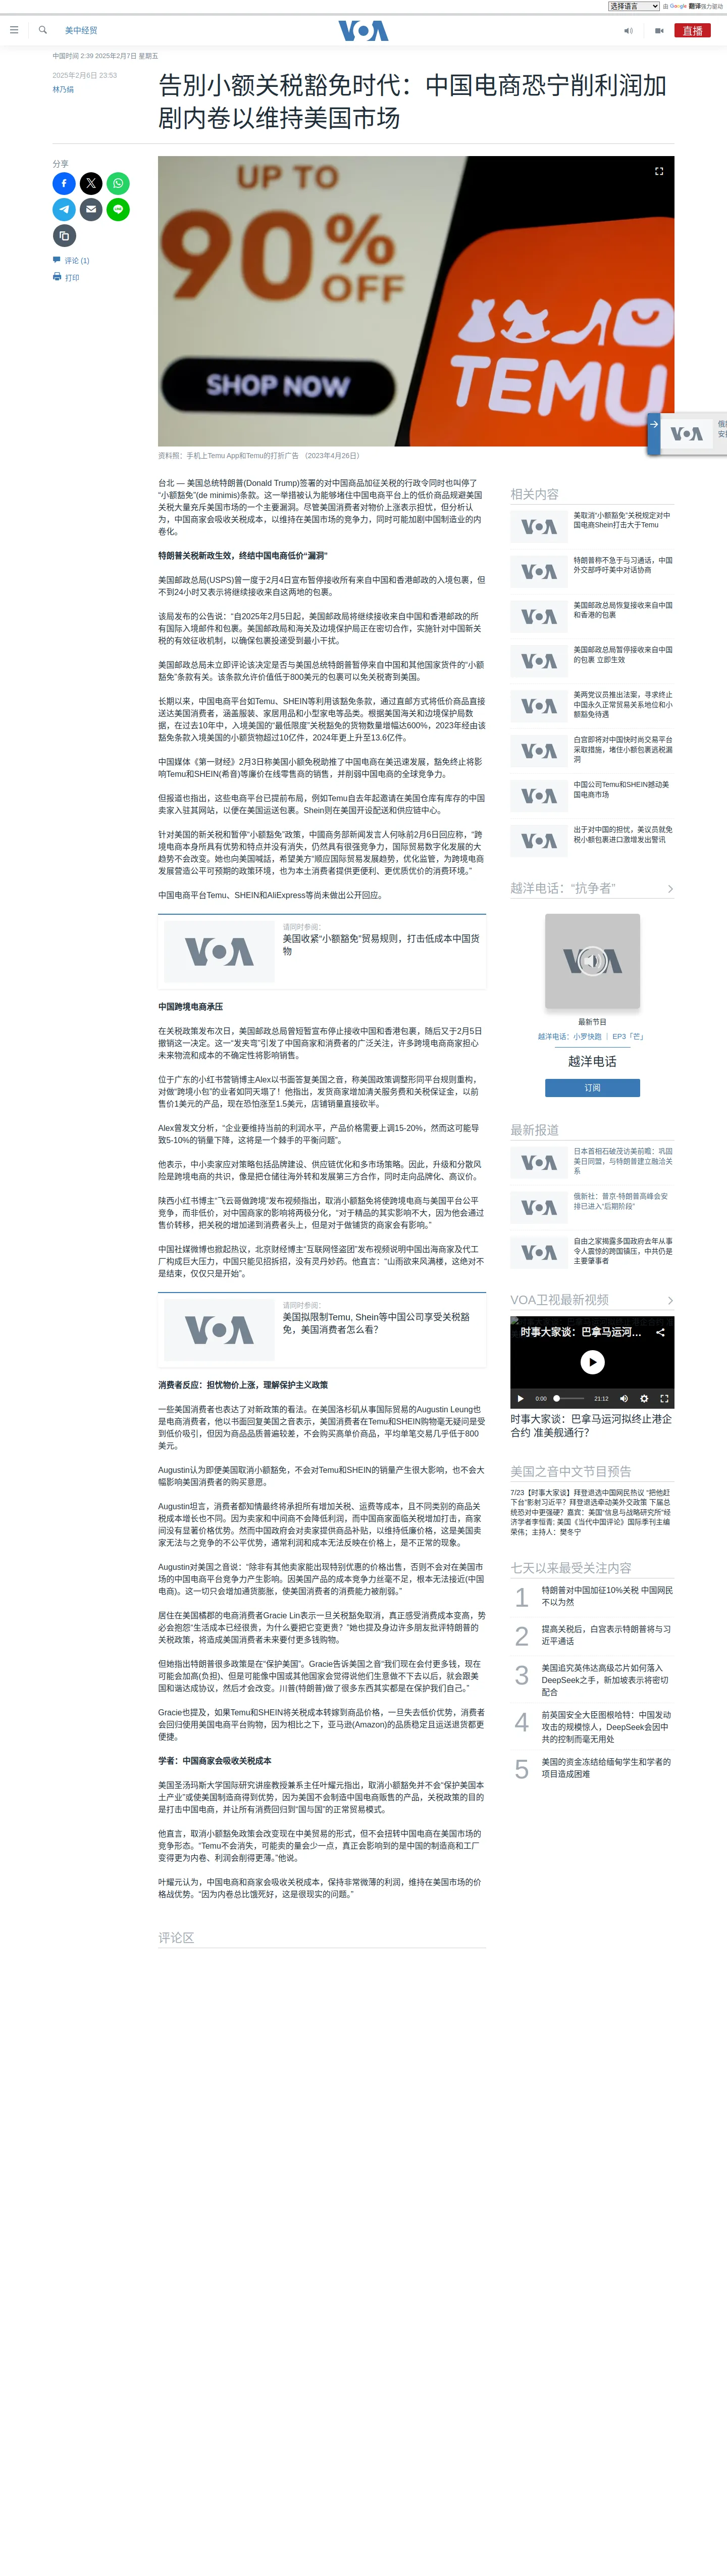 选择语言 由 Google 翻译强力驱动
美中经贸
VOA
直播
中国时间 2:39 2025年2月7日 星期五
2025年2月6日 23:53
林乃绢
告别小额关税豁免时代：中国电商恐宁削利润加
剧内卷以维持美国市场
分享
评论 (1)
打印
UP TO
90%
OFF
SHOP NOW
TEMU
资料照：手机上Temu App和Temu的打折广告 （2023年4月26日）
台北 — 美国总统特朗普(Donald Trump)签署的对中国商品加征关税的行政令同时也叫停了
“小额豁免”(de minimis)条款。这一举措被认为能够堵住中国电商平台上的低价商品规避美国
关税大量充斥美国市场的一个主要漏洞。尽管美国消费者对物价上涨表示担忧，但分析认
为，中国商家会吸收关税成本，以维持在美国市场的竞争力，同时可能加剧中国制造业的内
卷恶化。
特朗普关税新政生效，终结中国电商低价“漏洞”
美国邮政总局(USPS)曾一度于2月4日宣布暂停接收所有来自中国和香港邮政的入境包裹，但
不到24小时又表示将继续接收来自这两地的包裹。
该局发布的公告说：“自2025年2月5日起，美国邮政局将继续接收来自中国和香港邮政的所
有国际入境邮件和包裹。美国邮政局和海关及边境保护局正在密切合作，实施针对中国新关
税的有效征收机制，以确保包裹投递受到最小干扰。
美国邮政总局未立即评论该决定是否与美国总统特朗普暂停来自中国和其他国家货件的“小额
豁免”条款有关。该条款允许价值低于800美元的包裹可以免关税寄到美国。
长期以来，中国电商平台如Temu、SHEIN等利用该豁免条款，通过直邮方式将低价商品直接
送达美国消费者，涵盖服装、家居用品和小型家电等品类。根据美国海关和边境保护局数
据，在过去10年中，入境美国的“最低限度”关税豁免的货物数量增幅达600%，2023年经由该
豁免条款入境美国的小额货物超过10亿件，2024年更上升至13.6亿件。
中国媒体《第一财经》2月3日称美国小额免税助推了中国电商在美迅速发展，豁免终止将影
响Temu和SHEIN(希音)等廉价在线零售商的销售，并削弱中国电商的全球竞争力。
但报道也指出，这些电商平台已提前布局，例如Temu自去年起邀请在美国仓库有库存的中国
卖家入驻其网站，以便在美国运送包裹。Shein则在美国开设配送和供应链中心。
针对美国的新关税和暂停“小额豁免”政策，中國商务部新闻发言人何咏前2月6日回应称，“跨
境电商本身所具有优势和特点并没有消失，仍然具有很强竞争力，国际贸易数字化发展的大
趋势不会改变。她也向美国喊話，希望美方”顺应国际贸易发展趋势，优化监管，为跨境电商
发展营造公平可预期的政策环境，也为本土消费者提供更便利、更优质优价的消费环境。”
中国电商平台Temu、SHEIN和AliExpress等尚未做出公开回应。
请同时参阅：
美国收紧“小额豁免”贸易规则，打击低成本中国货
物
中国跨境电商承压
在关税政策发布次日，美国邮政总局曾短暂宣布停止接收中国和香港包裹，随后又于2月5日
撤销这一决定。这一“发夹弯”引发了中国商家和消费者的广泛关注，许多跨境电商商家担心
未来物流和成本的不确定性将影响销售。
位于广东的小红书营销博主Alex以书面答复美国之音，称美国政策调整形同平台规则重构，
对做“跨境小包”的业者如同天塌了！他指出，发货商家增加清关服务费和关税保证金，以前
售价1美元的产品，现在恐怕涨至1.5美元，店铺销量直接砍半。
Alex曾发文分析，“企业要维持当前的利润水平，产品价格需要上调15-20%，然而这可能导
致5-10%的销量下降，这将是一个棘手的平衡问题”。
他表示，中小卖家应对策略包括品牌建设、供应链优化和多市场策略。因此，升级和分散风
险是跨境电商的共识，像是把仓储往海外转和发展第三方合作，同时走向品牌化、高议价。
陕西小红书博主“飞云哥做跨境”发布视频指出，取消小额豁免将使跨境电商与美国平台公平
竞争，而非低价，对中国商家的影响将两极分化，“对于精品的其实影响不大，因为他会通过
售价转移，把关税的增加递到消费者头上，但是对于做铺货的商家会有影响。”
中国社媒微博也掀起热议，北京财经博主“互联网怪盗团”发布视频说明中国出海商家及代工
厂构成巨大压力，中国只能见招拆招，没有灵丹妙药。他直言：“山雨欲来风满楼，这绝对不
是结束，仅仅只是开始”。
请同时参阅：
美国拟限制Temu, Shein等中国公司享受关税豁
免，美国消费者怎么看？
消费者反应：担忧物价上涨，理解保护主义政策
一些美国消费者也表达了对新政策的看法。在美国洛杉矶从事国际贸易的Augustin Leung也
是电商消费者，他以书面回复美国之音表示，美国消费者在Temu和SHEIN购物毫无疑问是受
到低价吸引，但因为商品品质普遍较差，不会购买高单价商品，平均单笔交易几乎低于800
美元。
Augustin认为即便美国取消小额豁免，不会对Temu和SHEIN的销量产生很大影响，也不会大
幅影响美国消费者的购买意愿。
Augustin坦言，消费者都知情最终将承担所有增加关税、运费等成本，且不同类别的商品关
税成本增长也不同。因为卖家和中间商不会降低利润，而中国商家面临关税增加打击，商家
间没有显著价格优势。然而中国政府会对卖家提供商品补贴，以维持低廉价格，这是美国卖
家无法与之竞争的不公平优势，通常利润和成本无法反映在价格上，是不正常的现象。
Augustin对美国之音说：“除非有其他卖家能出现特别优惠的价格出售，否则不会对在美国市
场的中国电商平台竞争力产生影响。因美国产品的成本竞争力丝毫不足，根本无法接近(中国
电商)。这一切只会增加通货膨胀，使美国消费者的消费能力被削弱。”
居住在美国橘郡的电商消费者Gracie Lin表示一旦关税豁免取消，真正感受消费成本变高，势
必会抱怨“生活成本已经很贵，为什么要把它变更贵？”她也提及身边许多朋友批评特朗普的
关税政策，将造成美国消费者未来要付更多钱购物。
但她指出特朗普很多政策是在“保护美国”。Gracie告诉美国之音“我们现在会付更多钱，现在
可能会加高(负担)、但是可能像中国或其他国家会觉得说他们生意做不下去以后，就会跟美
国和谐达成协议，然后才会改变。川普(特朗普)做了很多东西其实都是在保护我们自己。”
Gracie也提及，如果Temu和SHEIN将关税成本转嫁到商品价格，一旦失去低价优势，消费者
会回归使用美国电商平台购物，因为相比之下，亚马逊(Amazon)的品质稳定且运送退货都更
便捷。
学者：中国商家会吸收关税成本
美国圣汤玛斯大学国际研究讲座教授兼系主任叶耀元指出，取消小额豁免并不会“保护美国本
土产业”或使美国制造商得到优势，因为美国不会制造中国电商贩售的产品，关税政策的目的
是打击中国电商，并让所有消费回归到“国与国”的正常贸易模式。
他直言，取消小额豁免政策会改变现在中美贸易的形式，但不会扭转中国电商在美国市场的
竞争形态。“Temu不会消失，可能卖的量会少一点，真正会影响到的是中国的制造商和工厂
变得更为内卷、利润会削得更薄。”他说。
叶耀元认为，中国电商和商家会吸收关税成本，保持非常微薄的利润，维持在美国市场的价
格战优势。“因为内卷总比饿死好，这是很现实的问题。”
评论区
相关内容
美取消“小额豁免”关税规定对中
国电商Shein打击大于Temu
特朗普称不急于与习通话，中国
外交部呼吁美中对话协商
美国邮政总局恢复接收来自中国
和香港的包裹
美国邮政总局暂停接收来自中国
的包裹 立即生效
美两党议员推出法案，寻求终止
中国永久正常贸易关系地位和小
额豁免待遇
白宫即将对中国快时尚交易平台
采取措施，堵住小额包裹逃税漏
洞
中国公司Temu和SHEIN撼动美
国电商市场
出于对中国的担忧，美议员就免
税小额包裹进口激增发出警讯
越洋电话：“抗争者”
最新节目
越洋电话：小罗快跑 ｜ EP3「芒」
越洋电话
订阅
最新报道
日本首相石破茂访美前瞻：巩固
美日同盟，与特朗普建立融洽关
系
俄新社：普京-特朗普高峰会安
排已进入“后期阶段”
自由之家揭露多国政府去年从事
令人震惊的跨国镇压，中共仍是
主要肇事者
VOA卫视最新视频
时事大家谈：巴拿马运河…
0:00 21:12
时事大家谈：巴拿马运河拟终止港企
合约 准美舰通行？
美国之音中文节目预告
7/23【时事大家谈】拜登退选中国网民热议 “把他赶
下台”影射习近平？拜登退选牵动美外交政策 下届总
统恐对中更强硬？嘉宾：美国“信息与战略研究所”经
济学者李恒青; 美国《当代中国评论》国际季刊主编
荣伟；主持人：樊冬宁
七天以来最受关注内容
1 特朗普对中国加征10%关税 中国网民
不以为然
2 提高关税后，白宫表示特朗普将与习
近平通话
3 美国追究英伟达高级芯片如何落入
DeepSeek之手，新加坡表示将密切
配合
4 前英国安全大臣图根哈特：中国发动
攻击的规模惊人，DeepSeek会因中
共的控制而毫无用处
5 美国的资金冻结给缅甸学生和学者的
项目造成困难